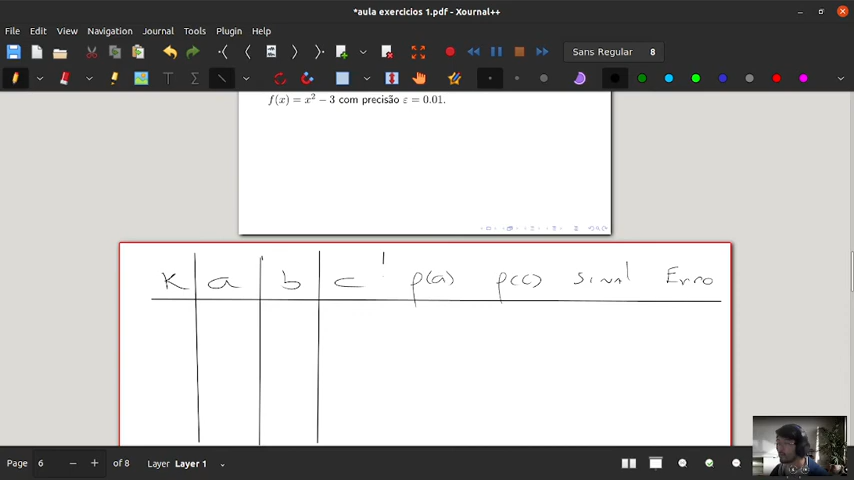 *aula exercicios 1.pdf - Xournal++
File Edit View Navigation Journal Tools Plugin Help
Sans Regular 8
f(x) = x² − 3 com precisão ε = 0.01.
K a b c f(a) f(c) sinal Erro
Page 6 of 8 Layer Layer 1